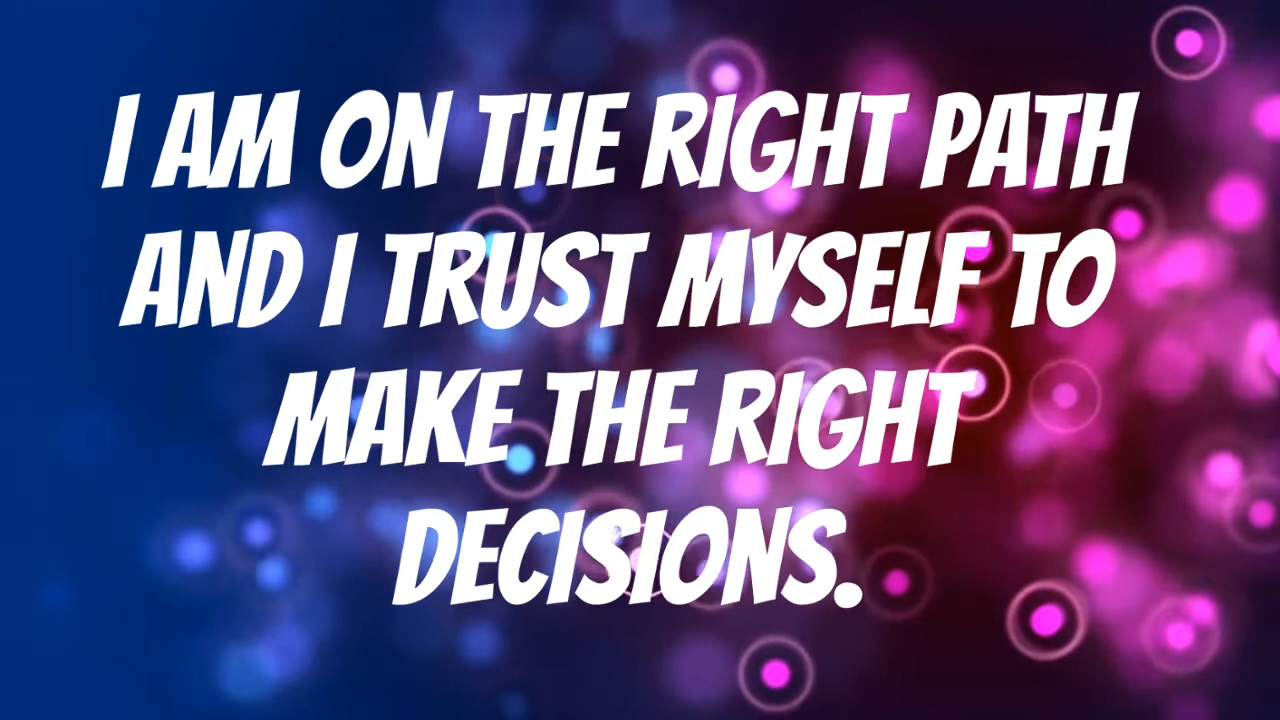 I AM ON THE RIGHT PATH
AND I TRUST MYSELF TO
MAKE THE RIGHT
DECISIONS.